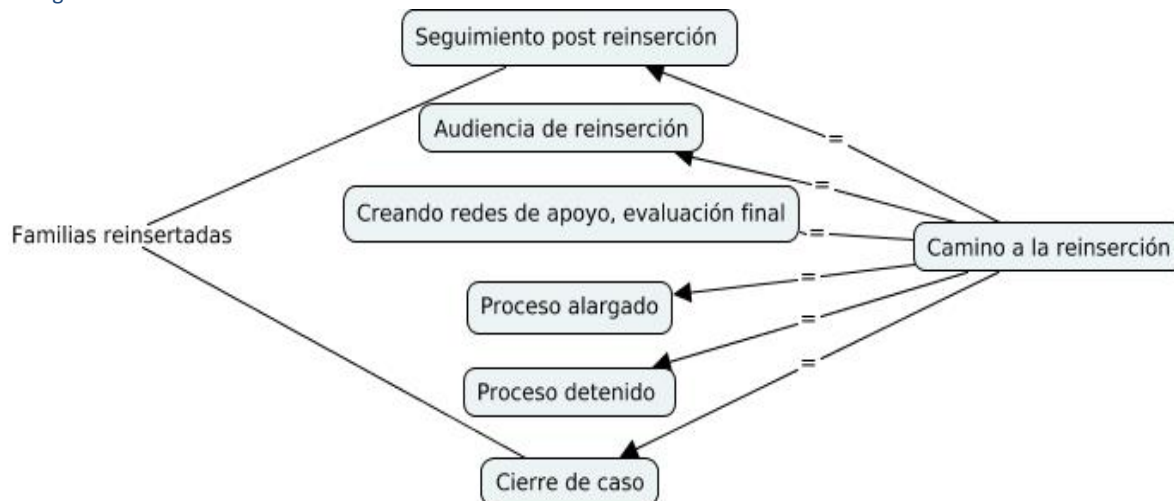 Seguimiento post reinserción
=
Audiencia de reinserción
=
Creando redes de apoyo, evaluación final
=
Familias reinsertadas
Camino a la reinserción
=
Proceso alargado
=
Proceso detenido
=
Cierre de caso